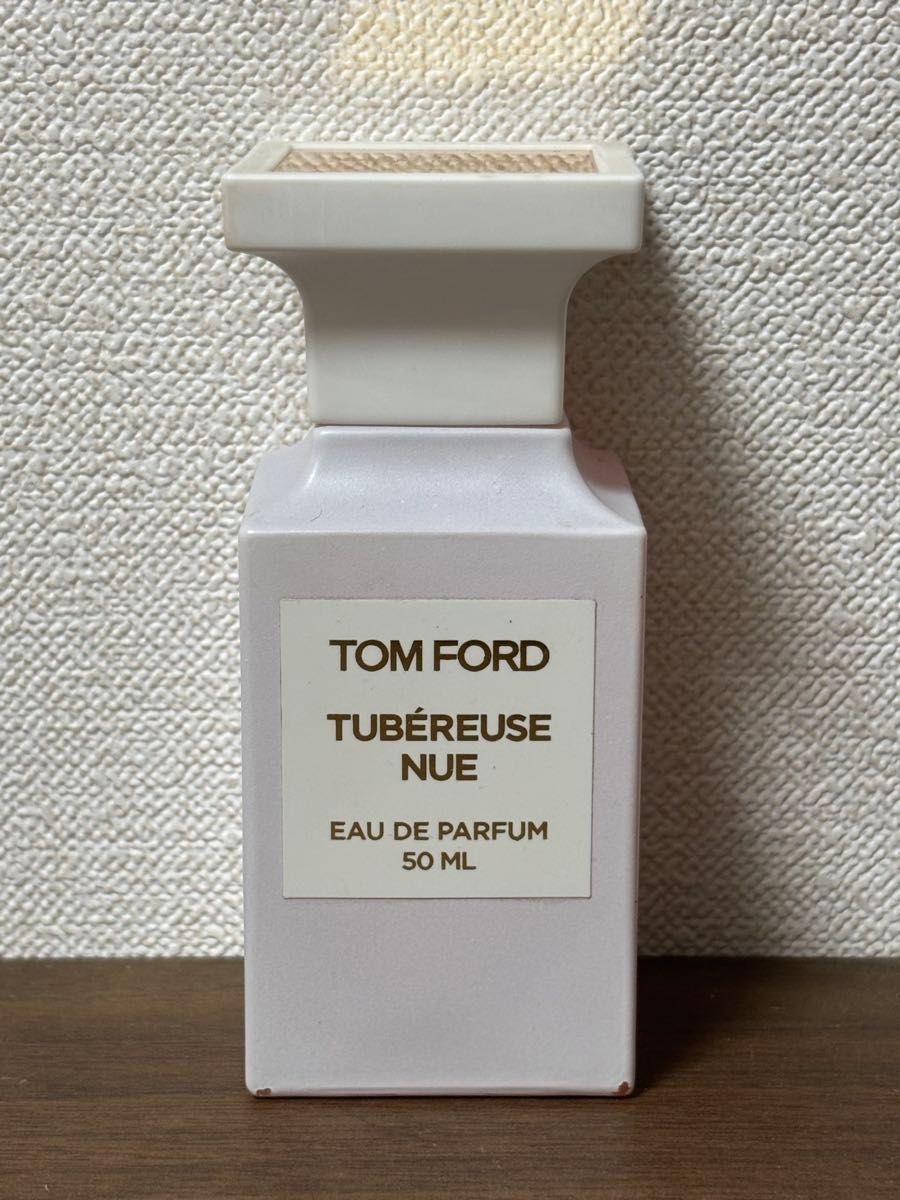 TOM FORD
TUBÉREUSE
NUE
EAU DE PARFUM
50 ML